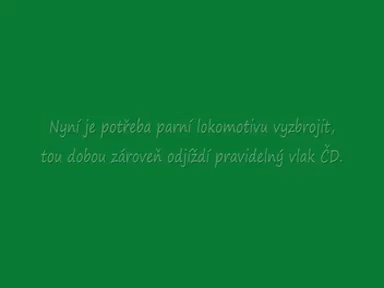 Nyní je potřeba parní lokomotivu vyzbrojit,
tou dobou zároveň odjíždí pravidelný vlak ČD.